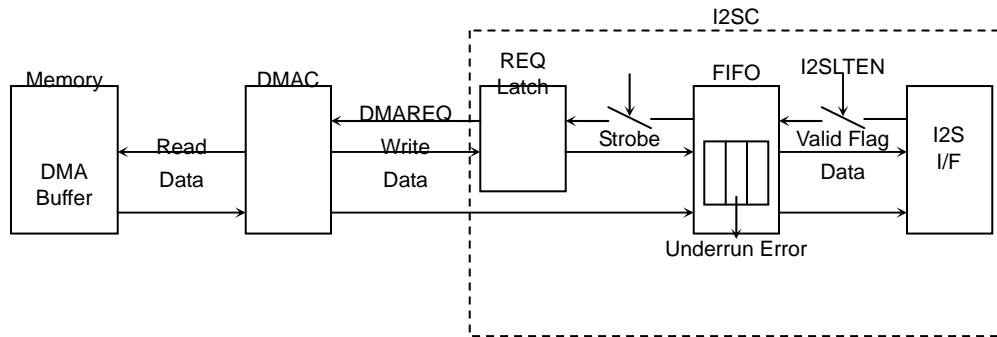 I2SC
Memory
DMAC
REQ
Latch
FIFO
I2SLTEN
DMAREQ
Strobe
Valid Flag
I2S
I/F
Read
Write
DMA
Buffer
Data
Data
Data
Underrun Error